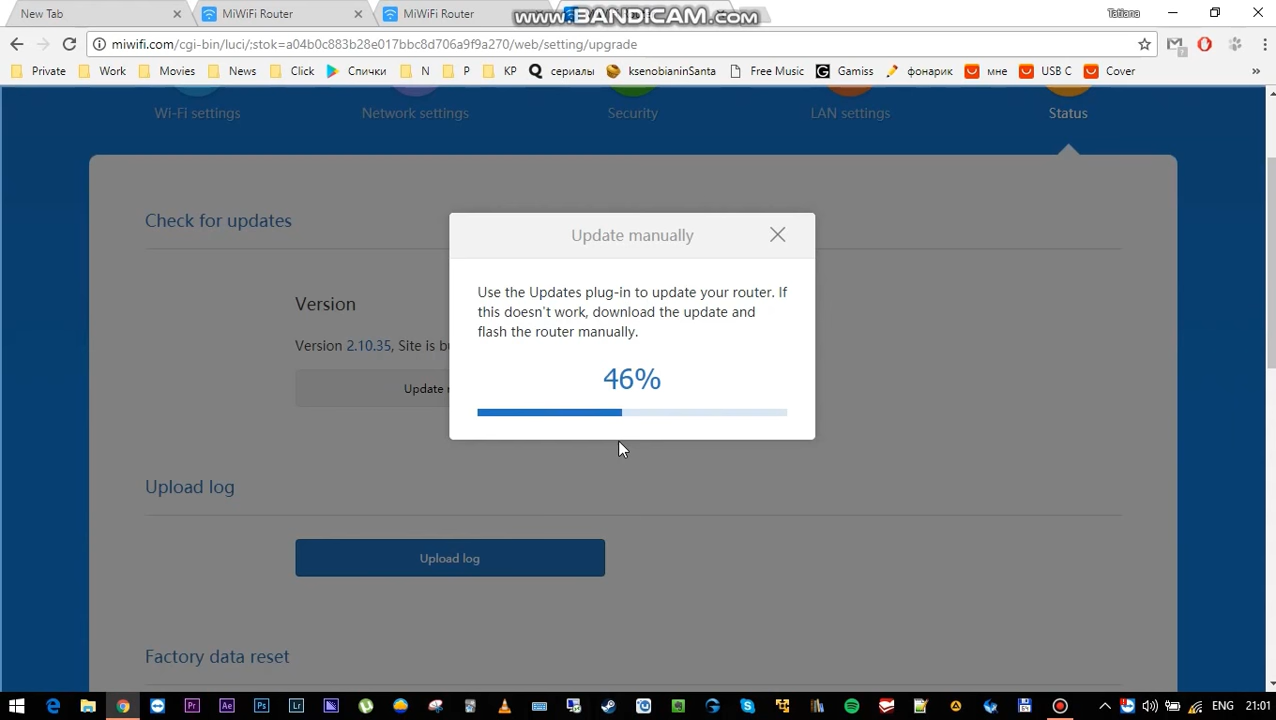 New Tab
MiWiFi Router
MiWiFi Router
www.BANDICAM.com
Tatiana
miwifi.com/cgi-bin/luci/;stok=a04b0c883b28e017bbc8d706a9f9a270/web/setting/upgrade
Private
Work
Movies
News
Click
Спички
N
P
KP
сериалы
ksenobianinSanta
Free Music
Gamiss
фонарик
мне
USB C
Cover
»
Wi-Fi settings
Network settings
Security
LAN settings
Status
Check for updates
Update manually
Use the Updates plug-in to update your router. If
this doesn't work, download the update and
flash the router manually.
46%
Version
Version 2.10.35, Site is
Update
Upload log
Upload log
Factory data reset
ENG
21:01